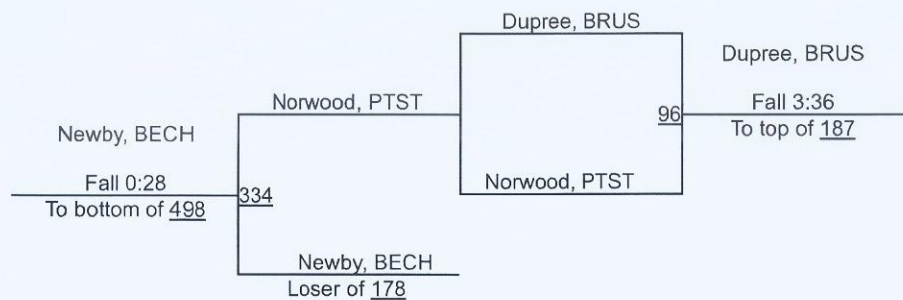 Dupree, BRUS
Dupree, BRUS
Norwood, PTST
96
Fall 3:36
To top of 187
Newby, BECH
Fall 0:28
334
Norwood, PTST
To bottom of 498
Newby, BECH
Loser of 178